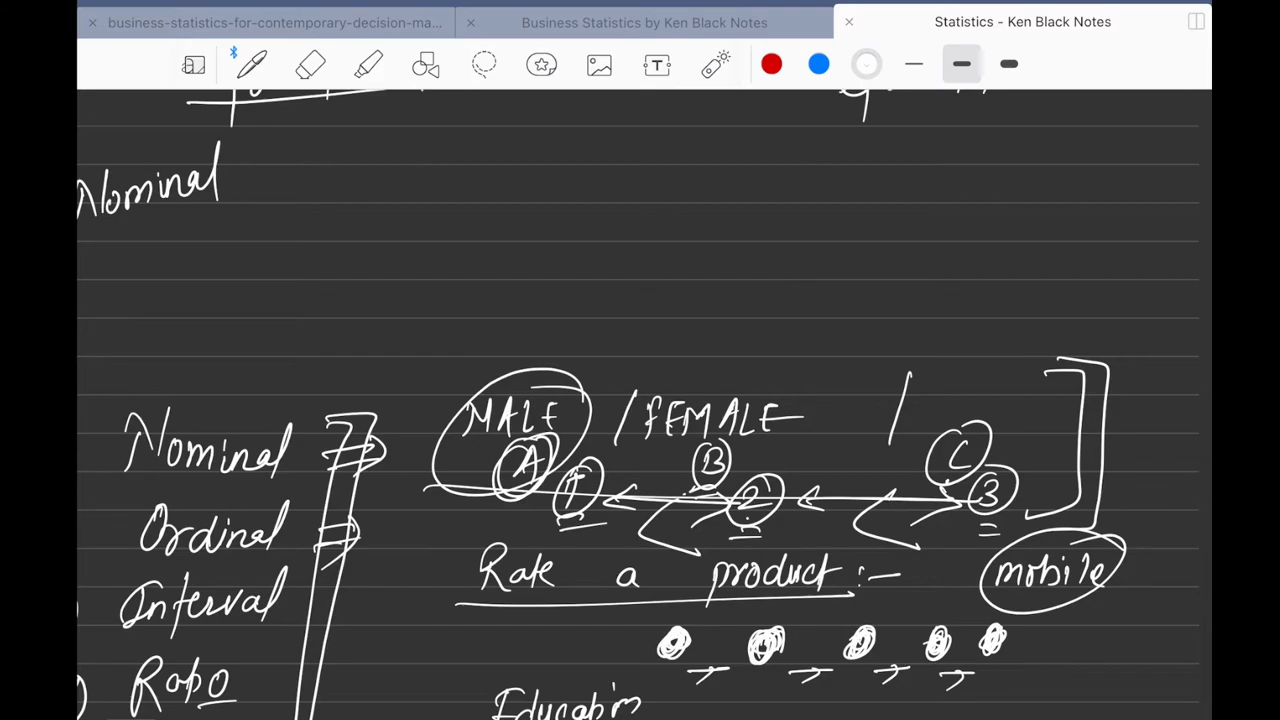 business-statistics-for-contemporary-decision-ma...
Business Statistics by Ken Black Notes
Statistics - Ken Black Notes
T
Nominal
MALE / FEMALE /
A B C
1 2 3
Nominal
Ordinal
Rate a product :- mobile
Interval
Education